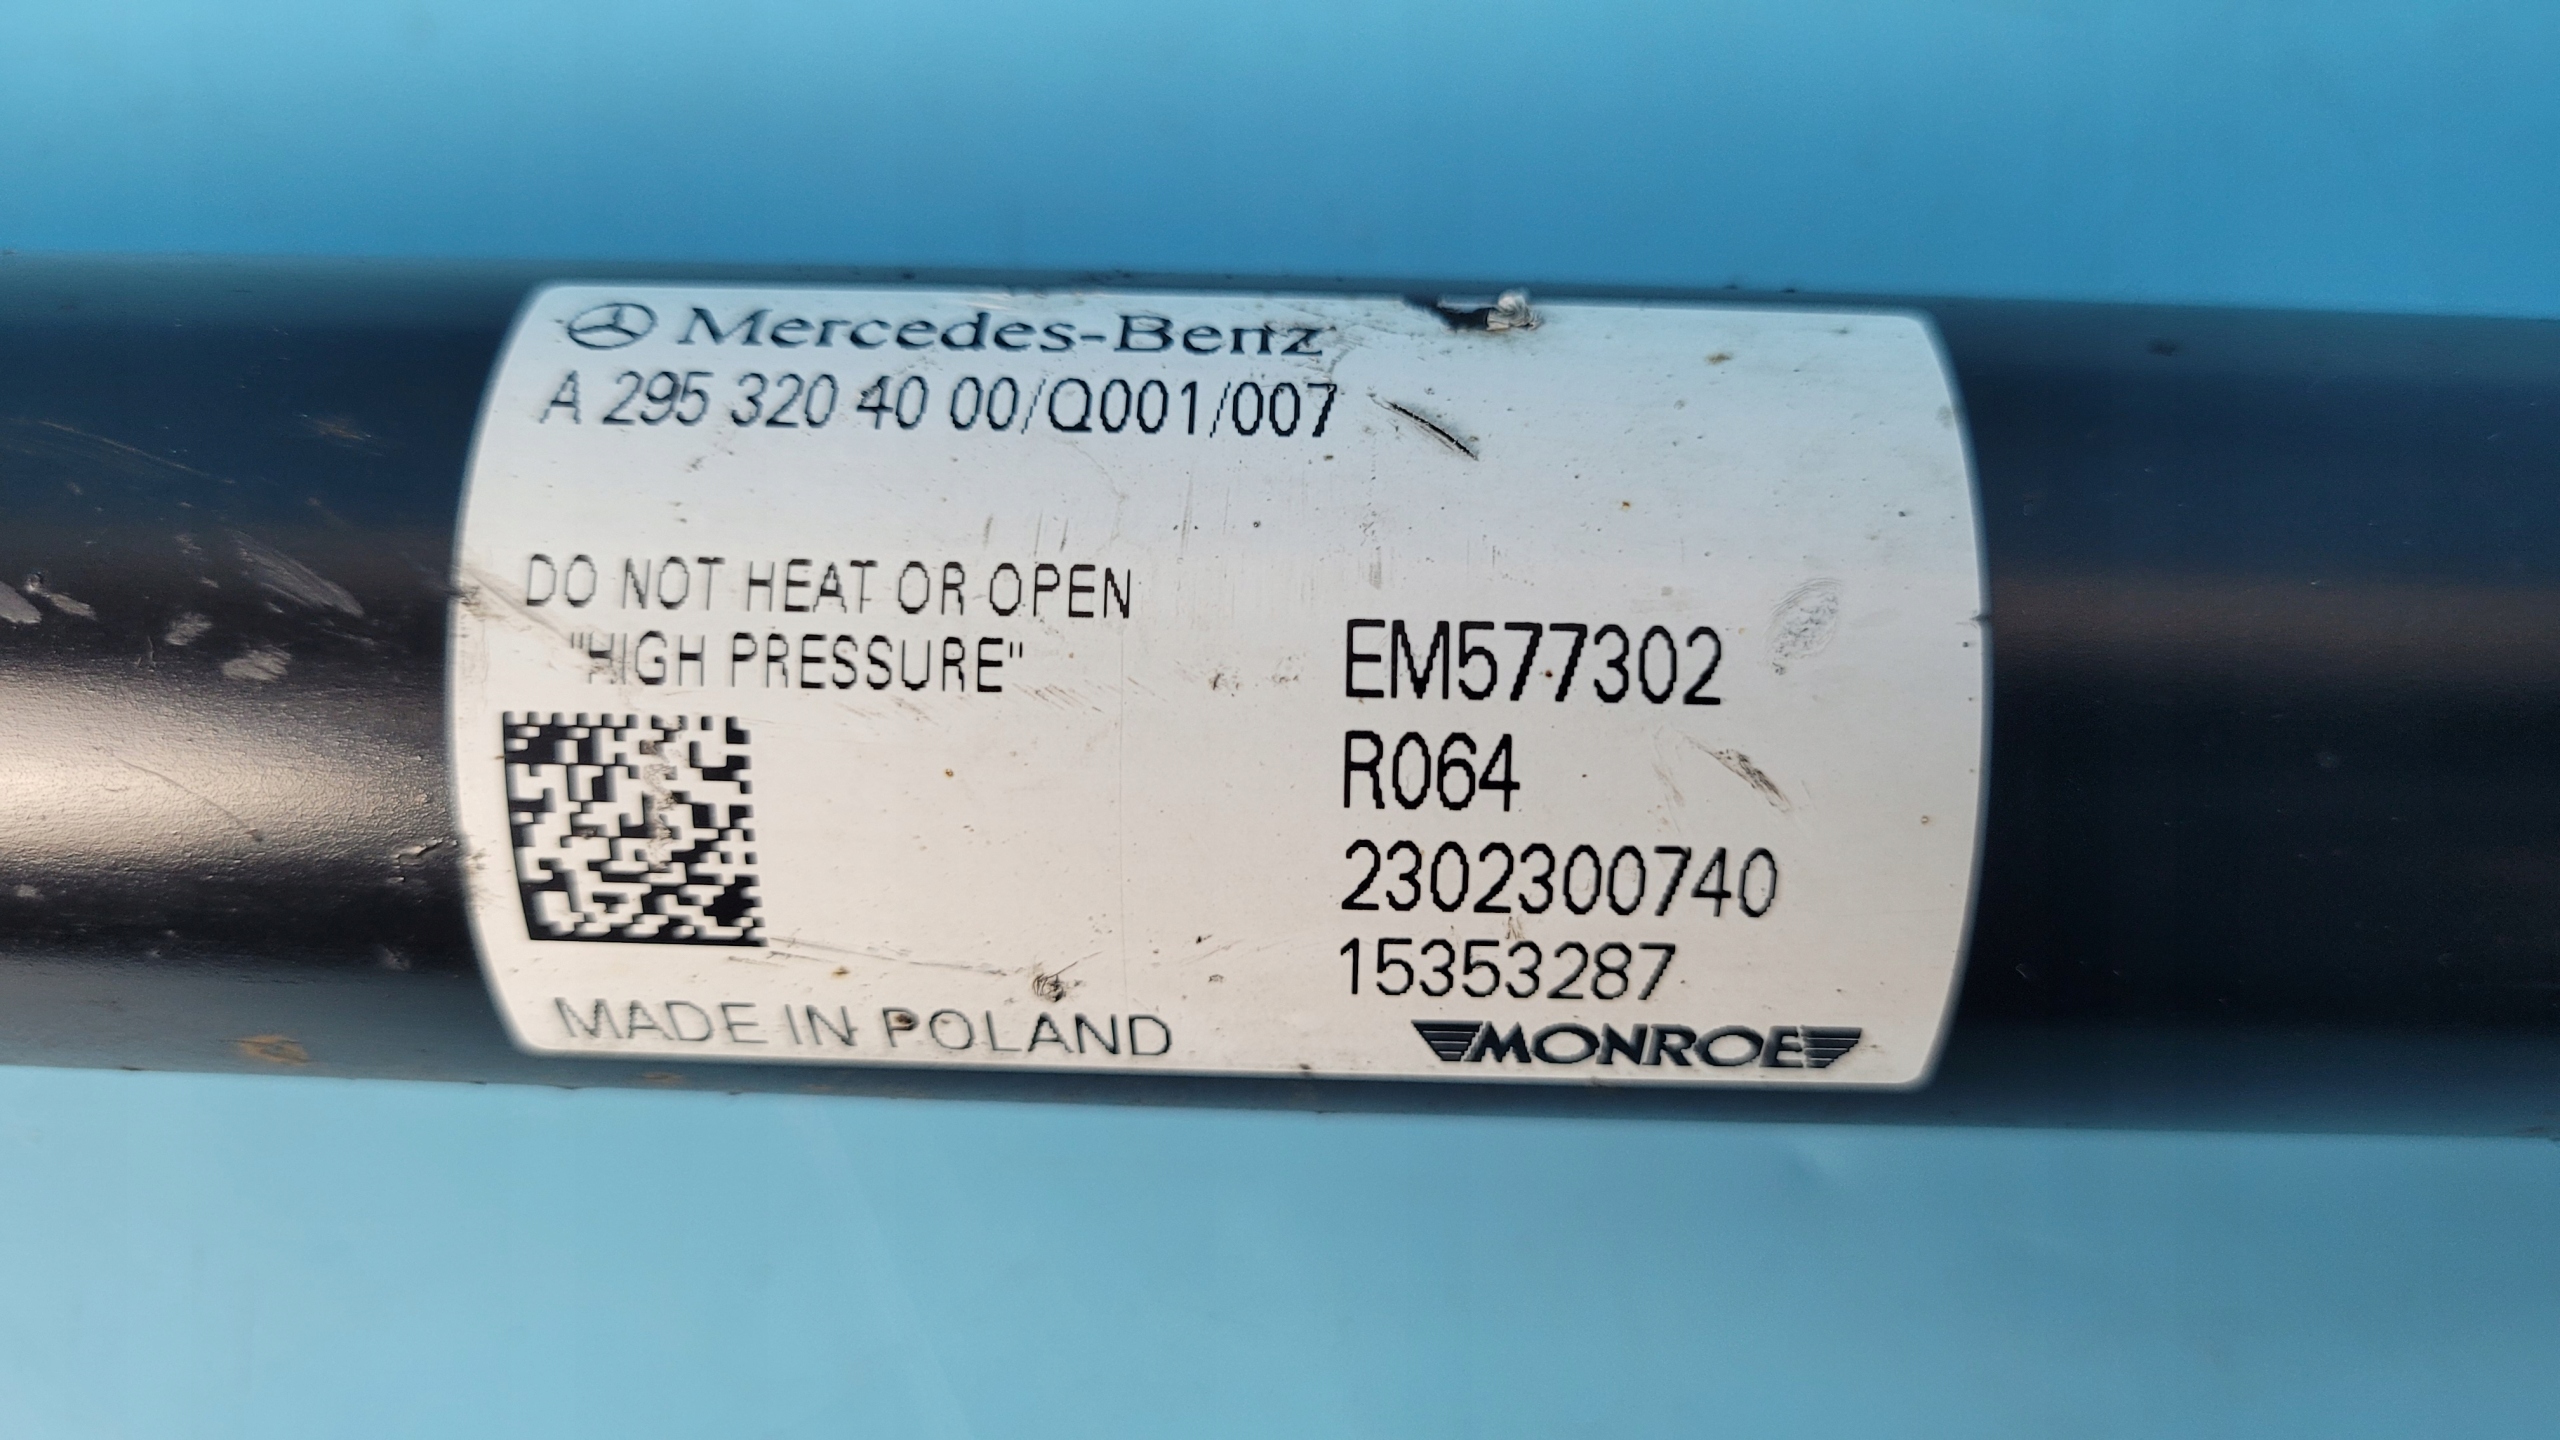 Mercedes-Benz
A 295 320 40 00/Q001/007
DO NOT HEAT OR OPEN
"HIGH PRESSURE"
EM577302
R064
2302300740
15353287
MADE IN POLAND
MONROE